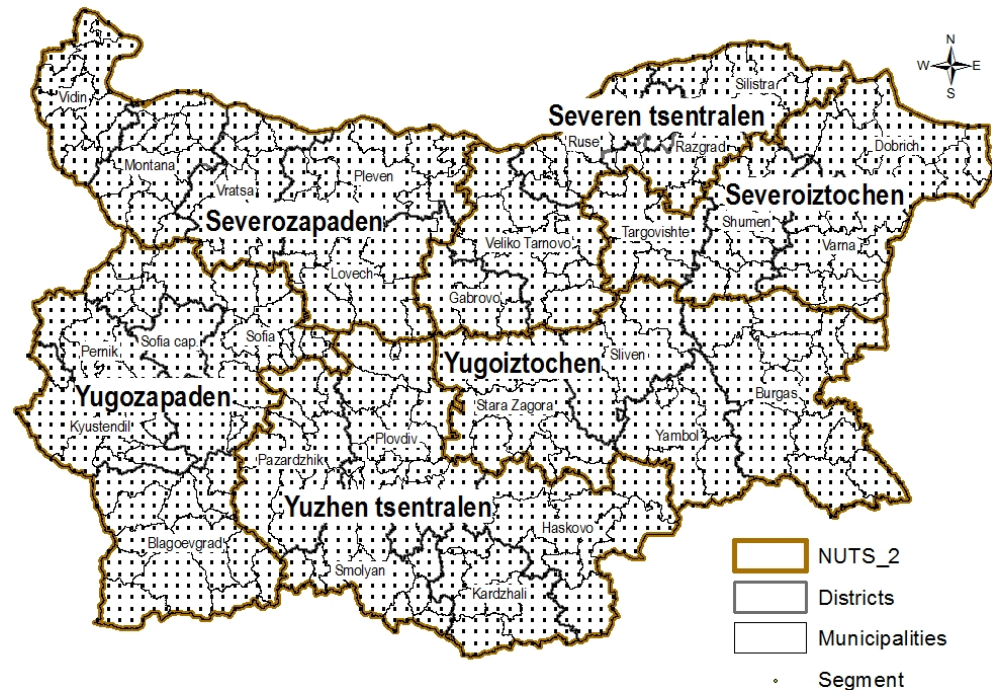 N
W E
S
Silistra
Vidin
Severen tsentralen
Ruse
Razgrad
Dobrich
Montana
Vratsa
Pleven
Severozapaden
Severoiztochen
Targovishte
Shumen
Veliko Tarnovo
Varna
Lovech
Gabrovo
Pernik
Sofia cap.
Sofia
Yugoiztochen
Sliven
Yugozapaden
Burgas
Stara Zagora
Kyustendil
Plovdiv
Yambol
Pazardzhik
Yuzhen tsentralen
Haskovo
Blagoevgrad
Smolyan
Kardzhali
NUTS_2
Districts
Municipalities
Segment